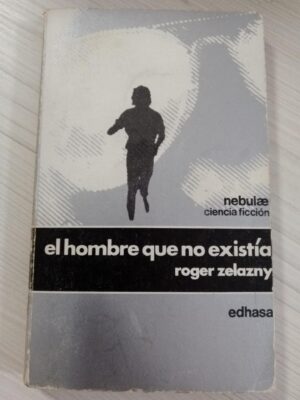 nebulæ
ciencia ficción
el hombre que no existía
roger zelazny
edhasa